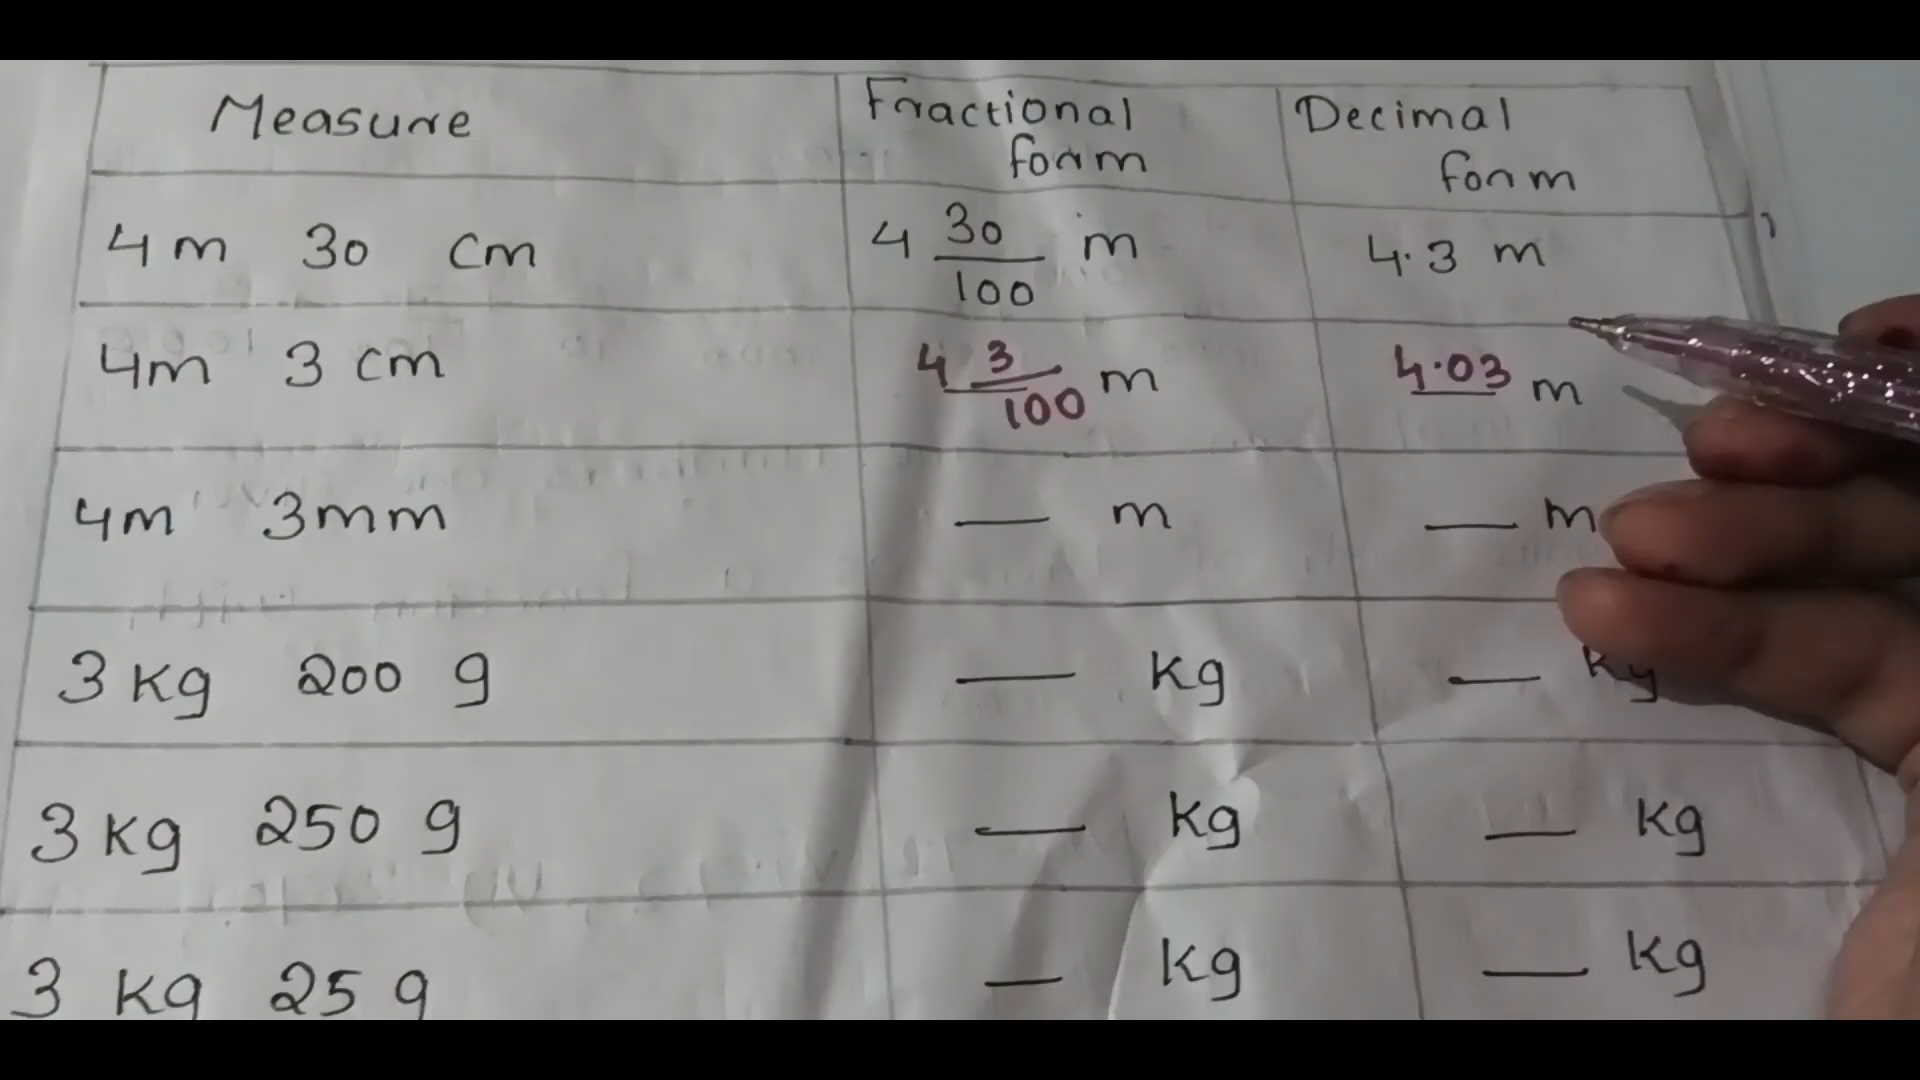 Measure Fractional form Decimal form
4 m 30 cm 4 30/100 m 4.3 m
4m 3 cm 4 3/100 m 4.03 m
4m 3mm — m — m
3 kg 200 g — kg — kg
3 kg 250 g — kg — kg
3 kg 25 g — kg — kg